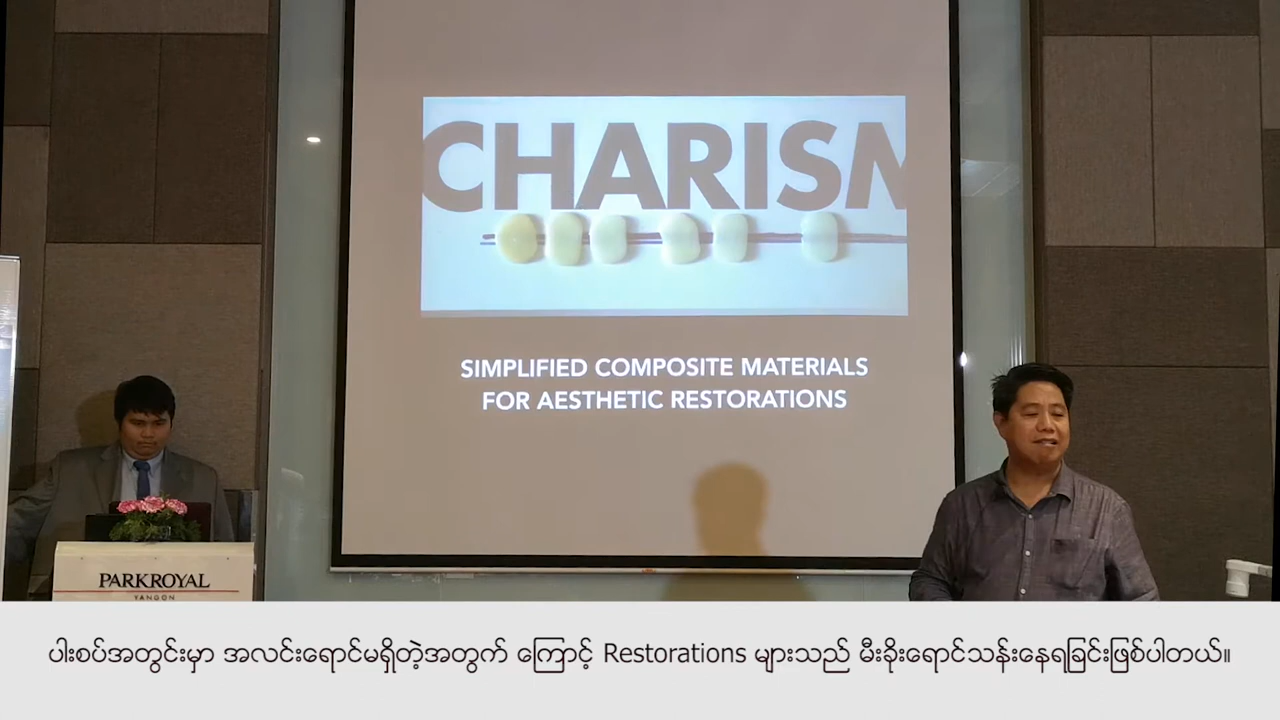 CHARISM
SIMPLIFIED COMPOSITE MATERIALS
FOR AESTHETIC RESTORATIONS
PARKROYAL
YANGON
ပါးစပ်အတွင်းမှာ အလင်းရောင်မရှိတဲ့အတွက် ကြောင့် Restorations များသည် မီးခိုးရောင်သန်းနေရခြင်းဖြစ်ပါတယ်။